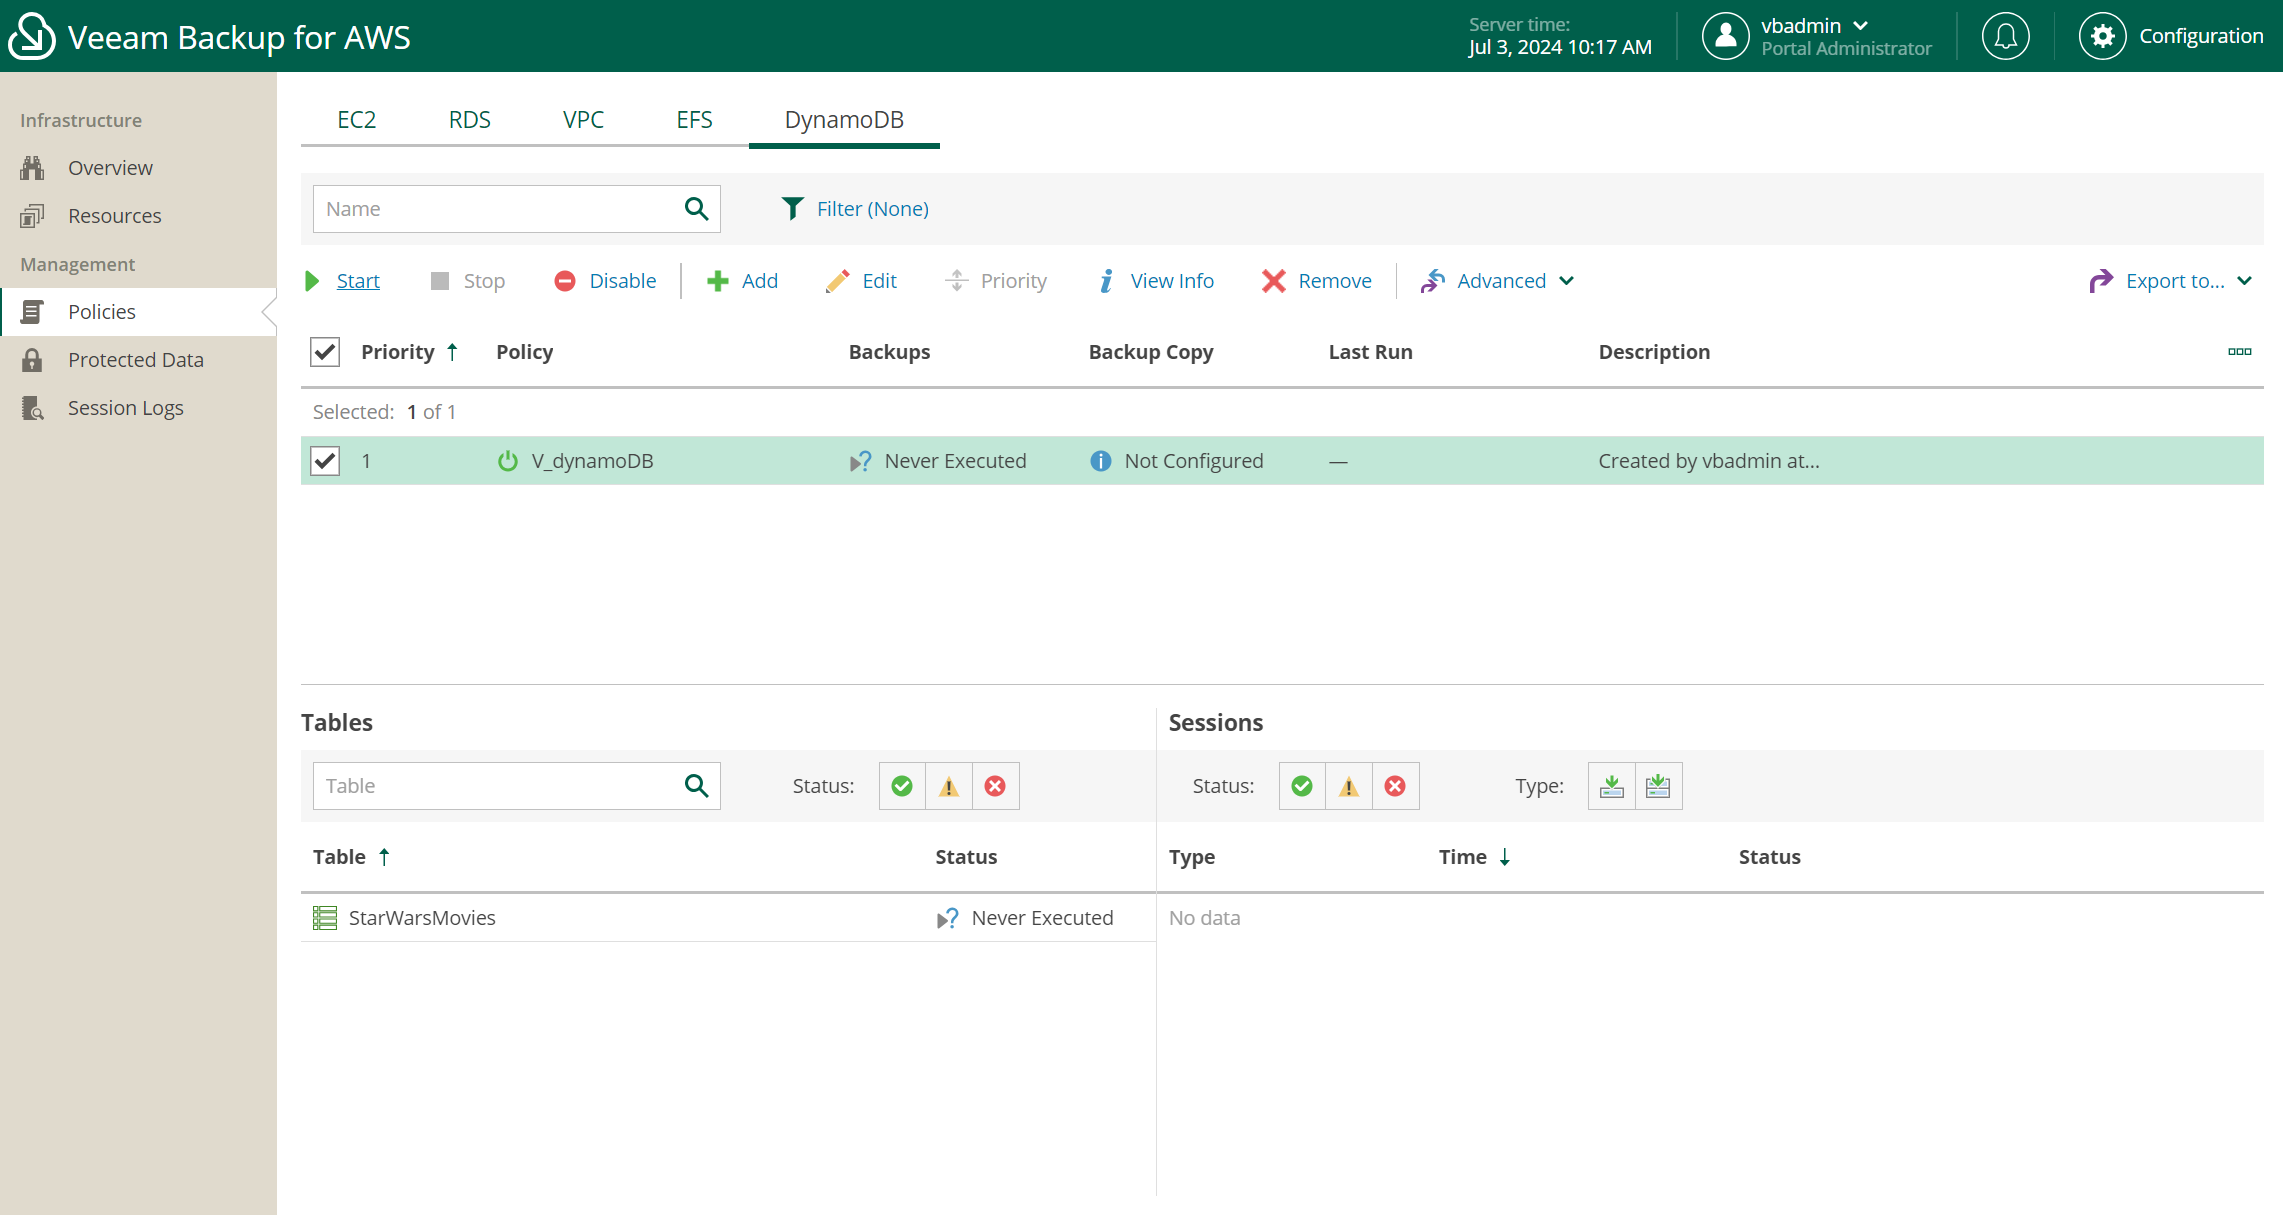 Veeam Backup for AWS
Server time:
Jul 3, 2024 10:17 AM
vbadmin
Portal Administrator
Configuration
Infrastructure
Overview
Resources
Management
Policies
Protected Data
Session Logs
EC2 RDS VPC EFS DynamoDB
Name
Filter (None)
Start Stop Disable Add Edit Priority View Info Remove Advanced Export to...
Priority Policy Backups Backup Copy Last Run Description
Selected: 1 of 1
1 V_dynamoDB Never Executed Not Configured — Created by vbadmin at...
Tables
Table
Status:
Table Status
StarWarsMovies Never Executed
Sessions
Status: Type:
Type Time Status
No data